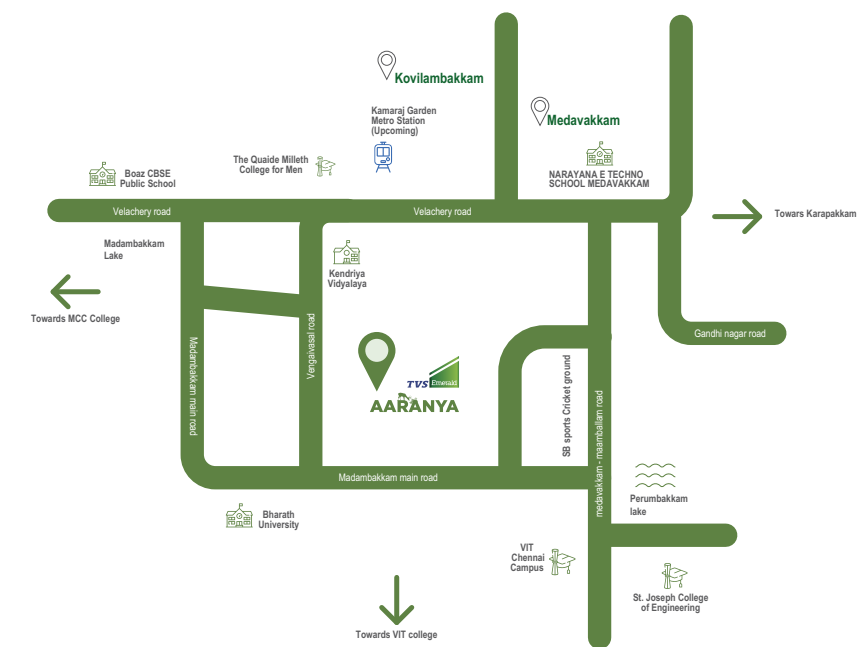 Kovilambakkam
Kamaraj Garden
Metro Station
(Upcoming)
Medavakkam
The Quaide Milleth
College for Men
Boaz CBSE
Public School
NARAYANA E TECHNO
SCHOOL MEDAVAKKAM
Velachery road
Velachery road
Towars Karapakkam
Madambakkam
Lake
Kendriya
Vidyalaya
Towards MCC College
Gandhi nagar road
Madambakkam main road
Vengaivasal road
TVS Emerald
AARANYA
SB sports Cricket ground
medavakkam - maamballam road
Madambakkam main road
Perumbakkam
lake
Bharath
University
VIT
Chennai
Campus
St. Joseph College
of Engineering
Towards VIT college